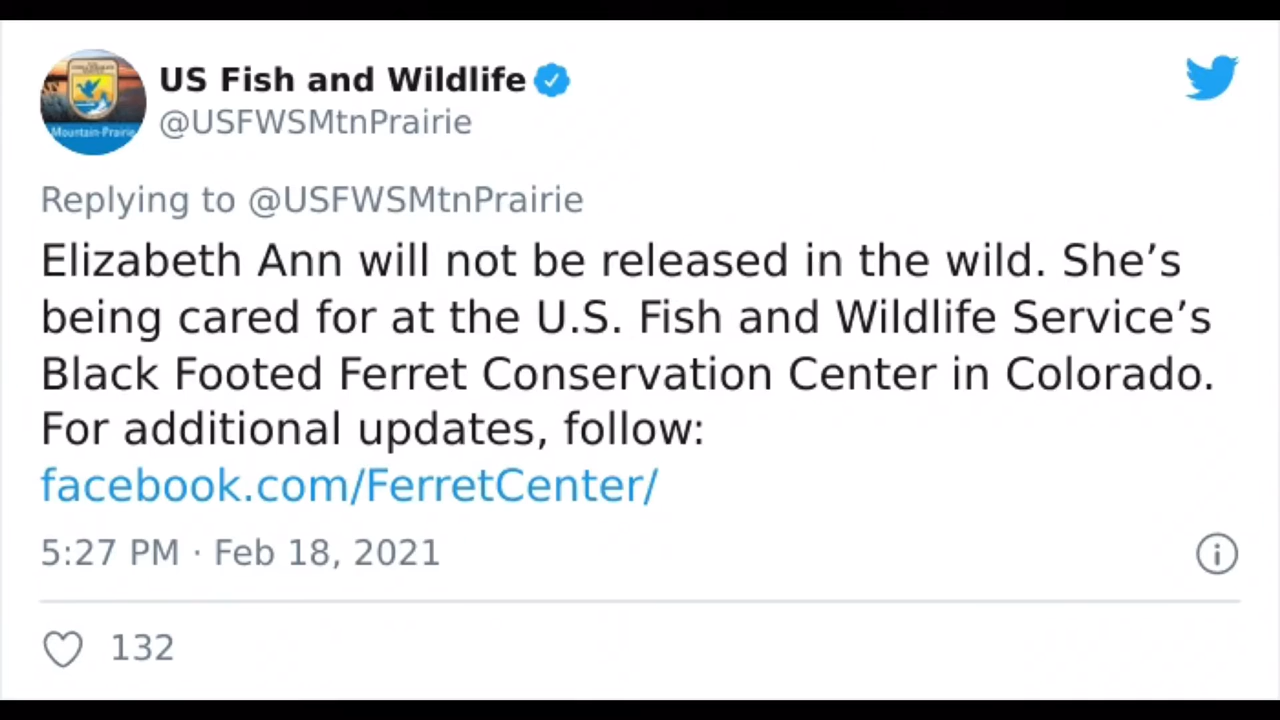 US Fish and Wildlife
@USFWSMtnPrairie
Mountain-Prairie
Replying to @USFWSMtnPrairie
Elizabeth Ann will not be released in the wild. She’s
being cared for at the U.S. Fish and Wildlife Service’s
Black Footed Ferret Conservation Center in Colorado.
For additional updates, follow:
facebook.com/FerretCenter/
5:27 PM · Feb 18, 2021
132